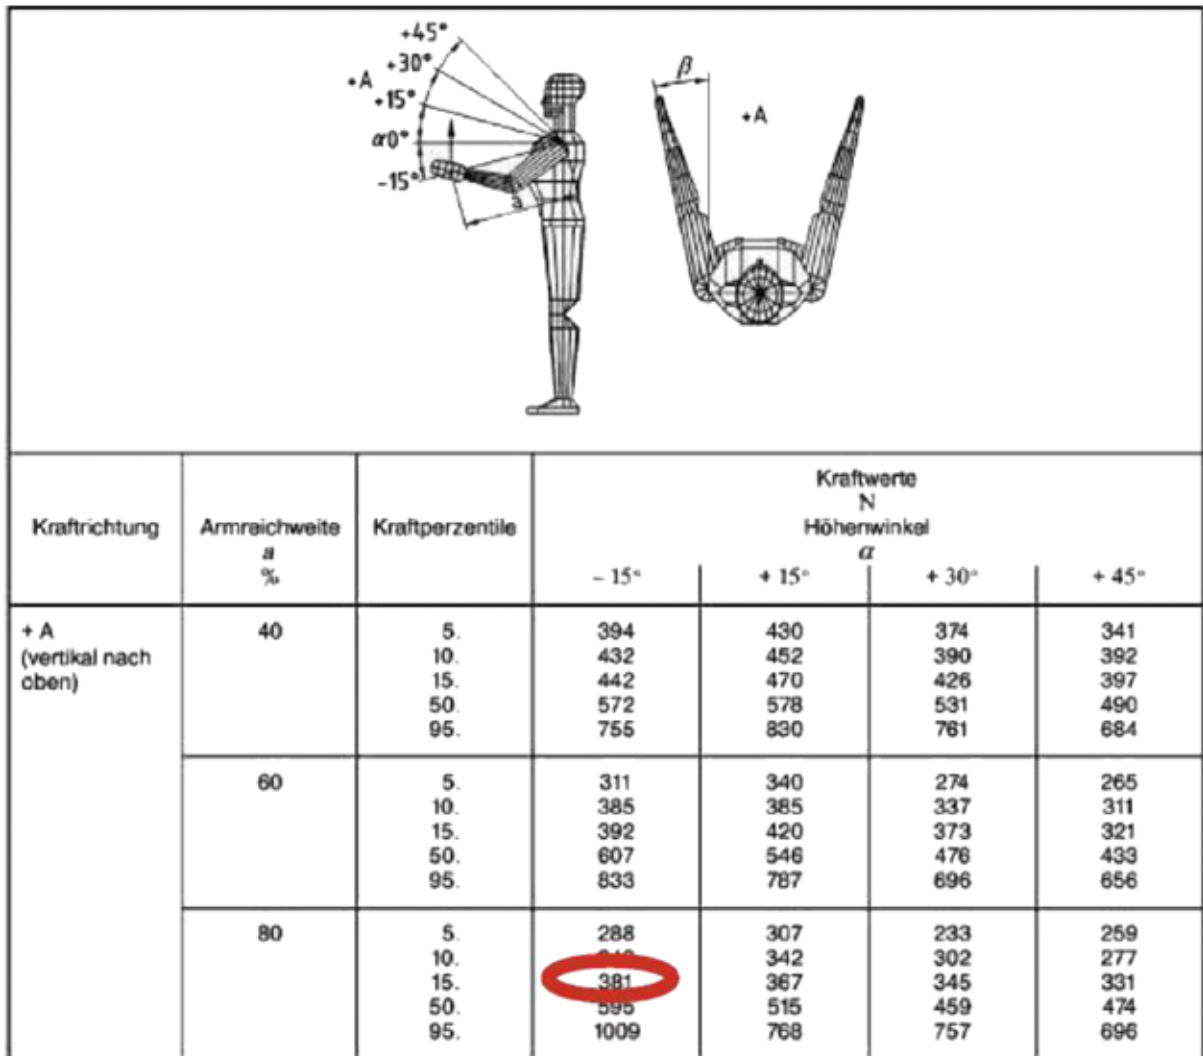 +45°
+30°
+A
+15°
α0°
-15°
a
β
+A
Kraftrichtung
Armreichweite
a
%
Kraftperzentile
Kraftwerte
N
Höhenwinkel
α
– 15° + 15° + 30° + 45°
+ A 40 5. 394 430 374 341
(vertikal nach 10. 432 452 390 392
oben) 15. 442 470 426 397
50. 572 578 531 490
95. 755 830 761 684
60 5. 311 340 274 265
10. 385 385 337 311
15. 392 420 373 321
50. 607 546 476 433
95. 833 787 696 656
80 5. 288 307 233 259
10. 342 302 277
15. 381 367 345 331
50. 595 515 459 474
95. 1009 768 757 696